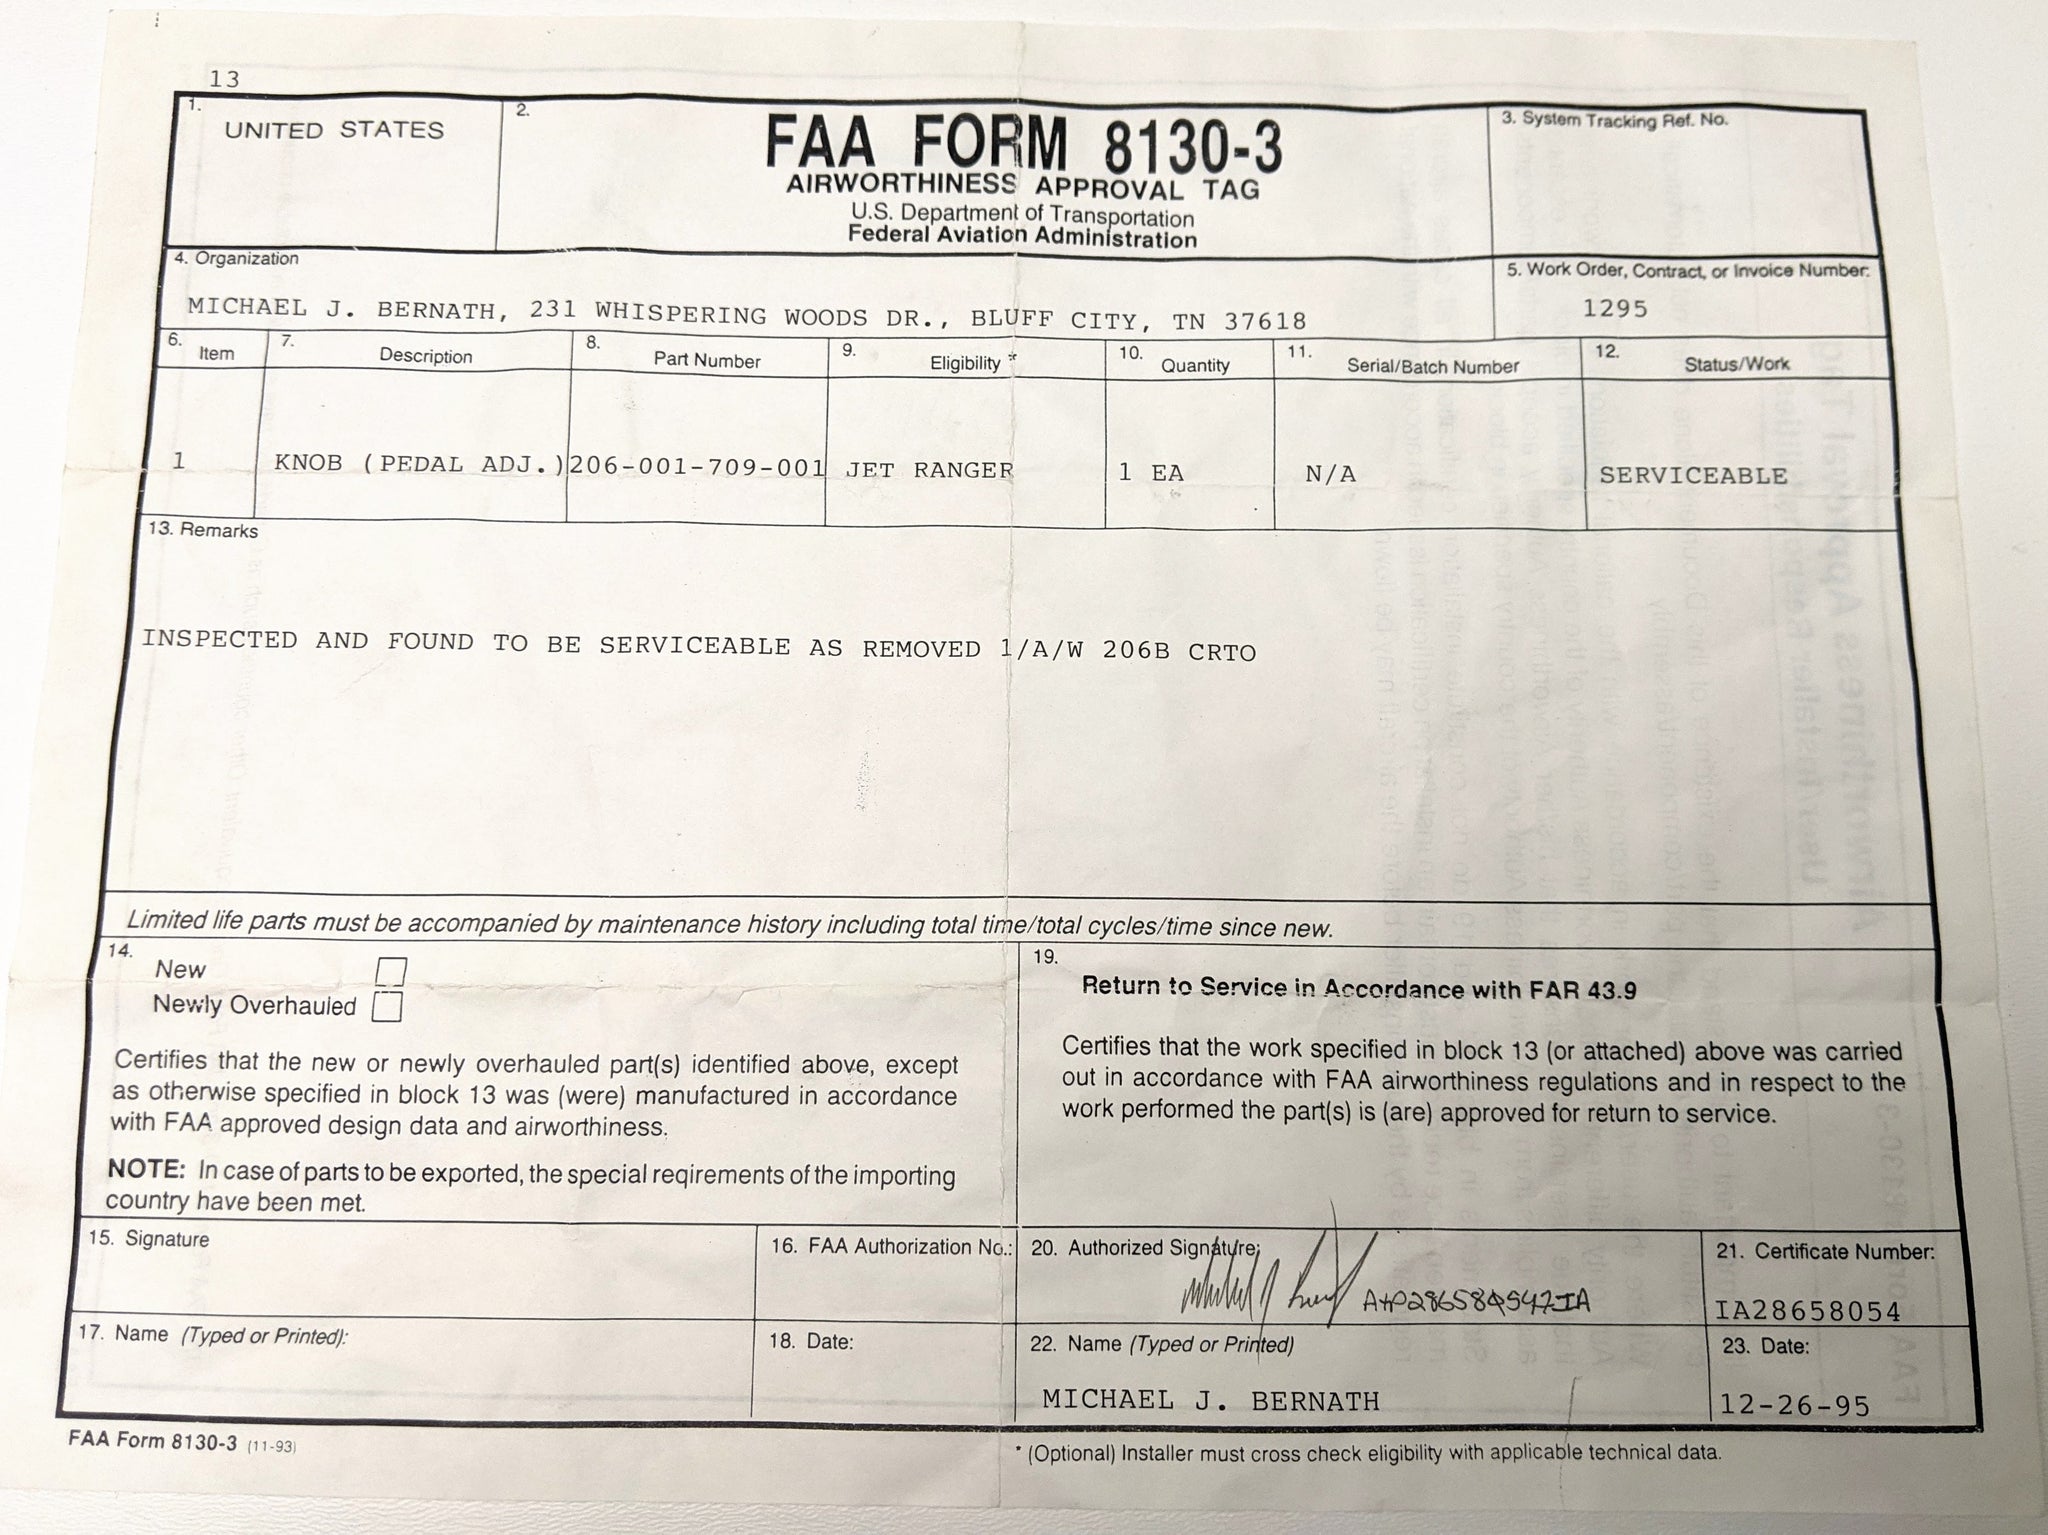 13
1. UNITED STATES
2. FAA FORM 8130-3
AIRWORTHINESS APPROVAL TAG
U.S. Department of Transportation
Federal Aviation Administration
3. System Tracking Ref. No.
4. Organization
MICHAEL J. BERNATH, 231 WHISPERING WOODS DR., BLUFF CITY, TN 37618
5. Work Order, Contract, or Invoice Number:
1295
6. Item
7. Description
8. Part Number
9. Eligibility *
10. Quantity
11. Serial/Batch Number
12. Status/Work
1 KNOB (PEDAL ADJ.) 206-001-709-001 JET RANGER 1 EA N/A SERVICEABLE
13. Remarks
INSPECTED AND FOUND TO BE SERVICEABLE AS REMOVED 1/A/W 206B CRTO
Limited life parts must be accompanied by maintenance history including total time/total cycles/time since new.
14.
New
Newly Overhauled
Certifies that the new or newly overhauled part(s) identified above, except
as otherwise specified in block 13 was (were) manufactured in accordance
with FAA approved design data and airworthiness.
NOTE: In case of parts to be exported, the special reqirements of the importing
country have been met.
19.
Return to Service in Accordance with FAR 43.9
Certifies that the work specified in block 13 (or attached) above was carried
out in accordance with FAA airworthiness regulations and in respect to the
work performed the part(s) is (are) approved for return to service.
15. Signature
16. FAA Authorization No.:
20. Authorized Signature:
21. Certificate Number:
IA28658054
17. Name (Typed or Printed):
18. Date:
22. Name (Typed or Printed)
MICHAEL J. BERNATH
23. Date:
12-26-95
FAA Form 8130-3 (11-93)
* (Optional) Installer must cross check eligibility with applicable technical data.